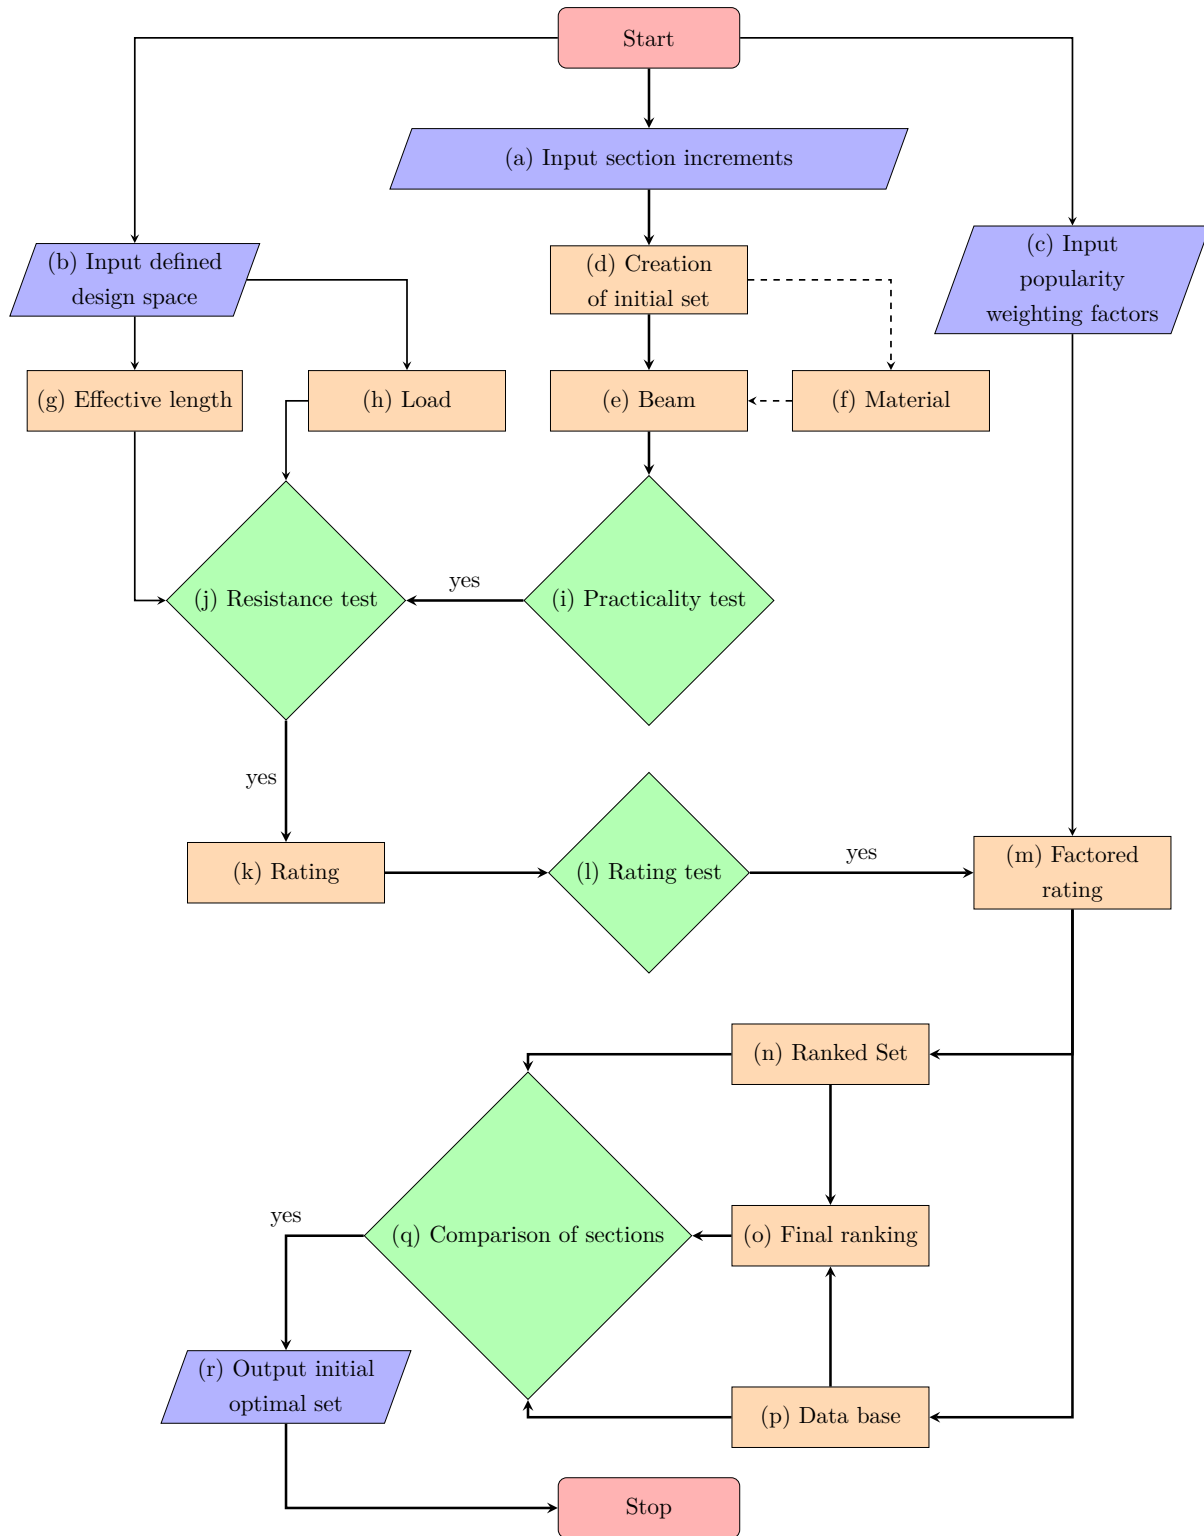 Start
(a) Input section increments
(b) Input defined
design space
(c) Input
popularity
weighting factors
(d) Creation
of initial set
(g) Effective length
(h) Load
(e) Beam
(f) Material
yes
(j) Resistance test
(i) Practicality test
yes
(k) Rating
(l) Rating test
yes
(m) Factored
rating
(n) Ranked Set
yes
(q) Comparison of sections
(o) Final ranking
(r) Output initial
optimal set
(p) Data base
Stop